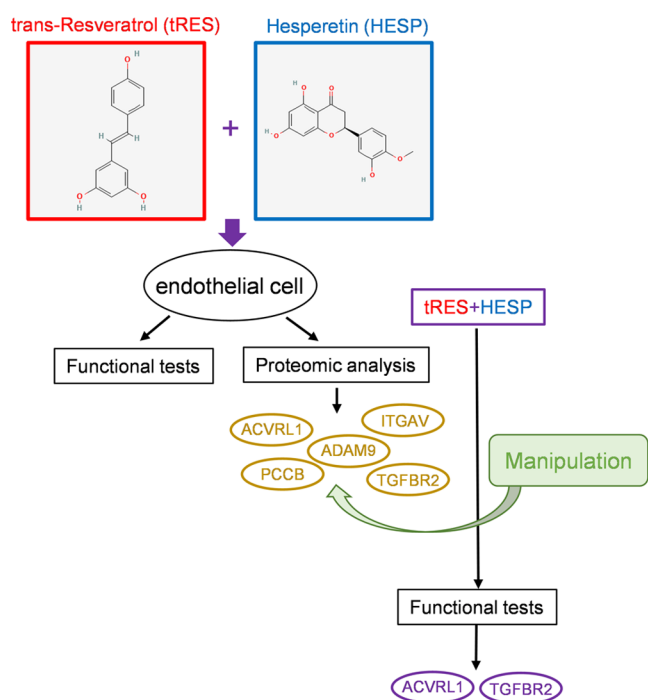 trans-Resveratrol (tRES)
Hesperetin (HESP)
H
O
H
H
O
H
O
H
+
H
O
O
H
O
O
O
O
H
endothelial cell
tRES+HESP
Functional tests
Proteomic analysis
ACVRL1
ITGAV
ADAM9
PCCB
TGFBR2
Manipulation
Functional tests
ACVRL1
TGFBR2